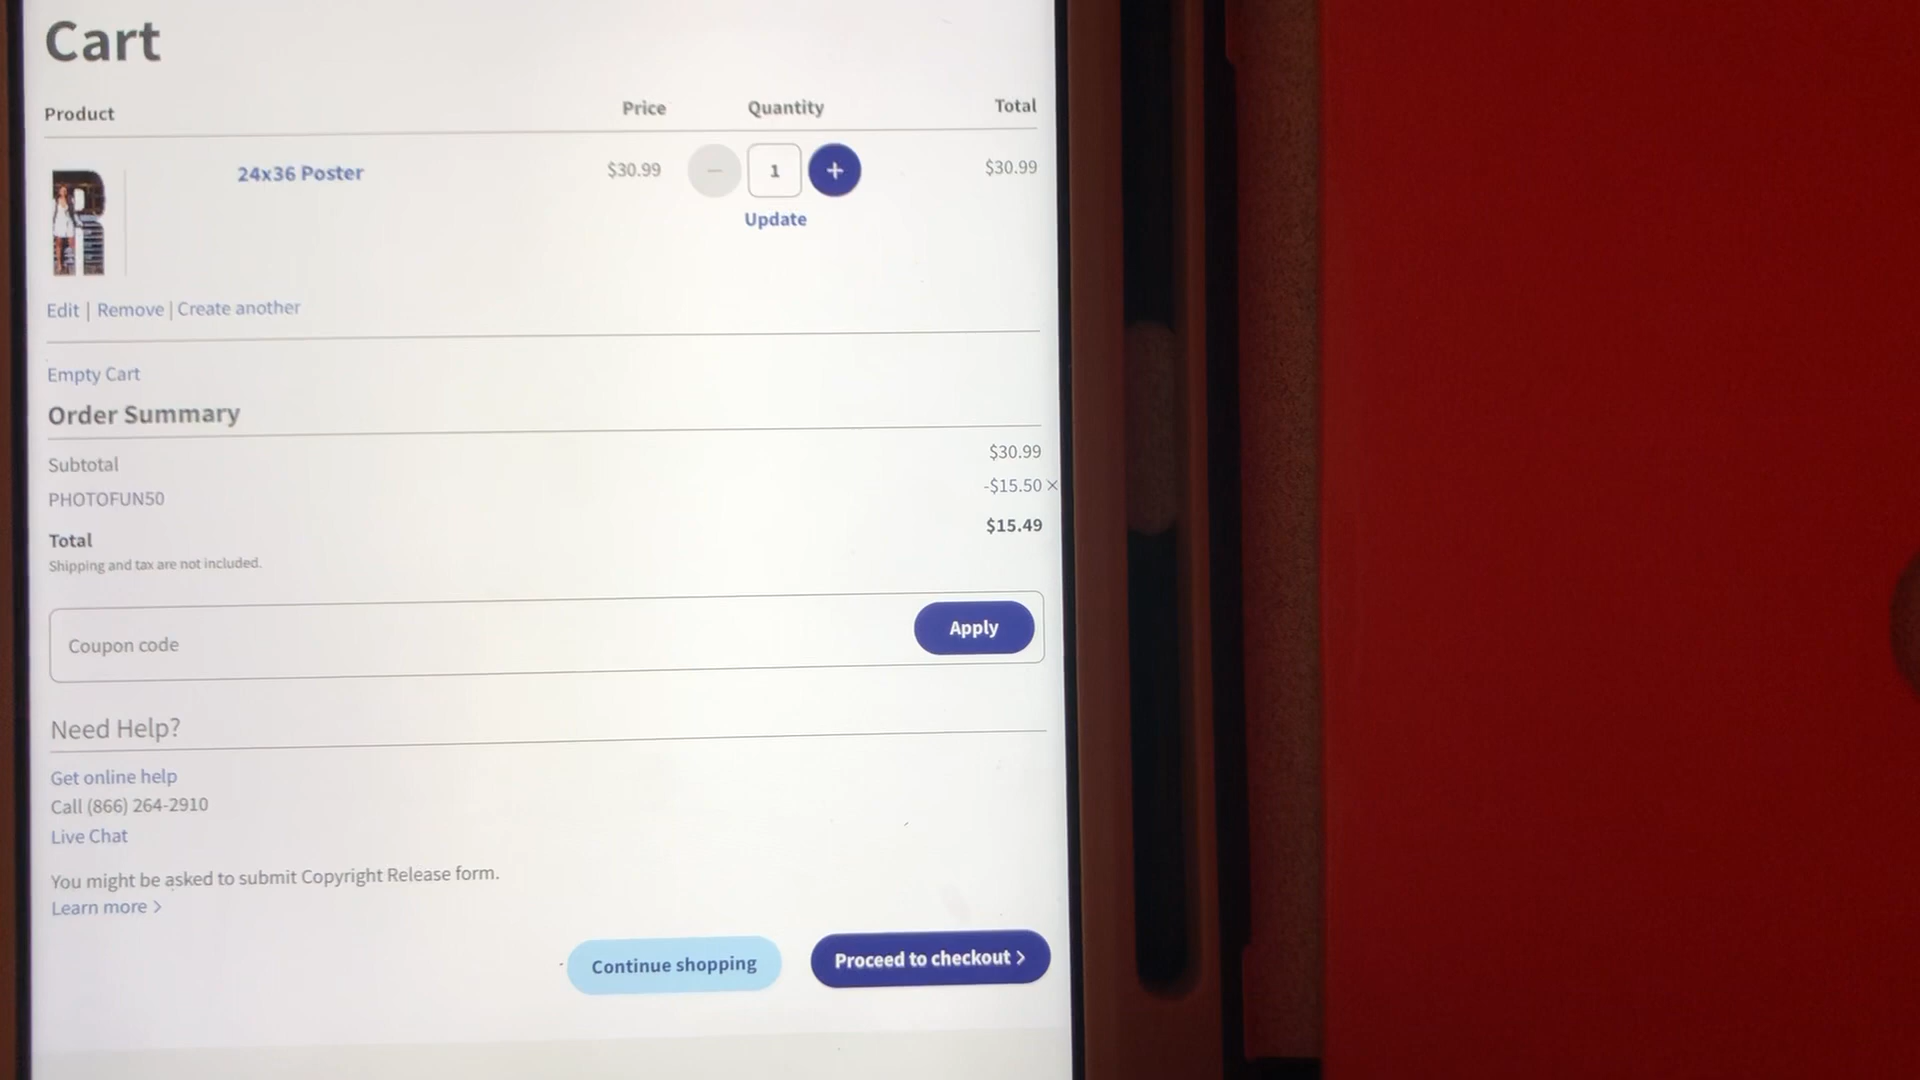 Cart
Product Price Quantity Total
24x36 Poster $30.99 − 1 + $30.99
Update
Edit | Remove | Create another
Empty Cart
Order Summary
Subtotal $30.99
PHOTOFUN50 -$15.50 ×
Total $15.49
Shipping and tax are not included.
Coupon code Apply
Need Help?
Get online help
Call (866) 264-2910
Live Chat
You might be asked to submit Copyright Release form.
Learn more >
Continue shopping Proceed to checkout >